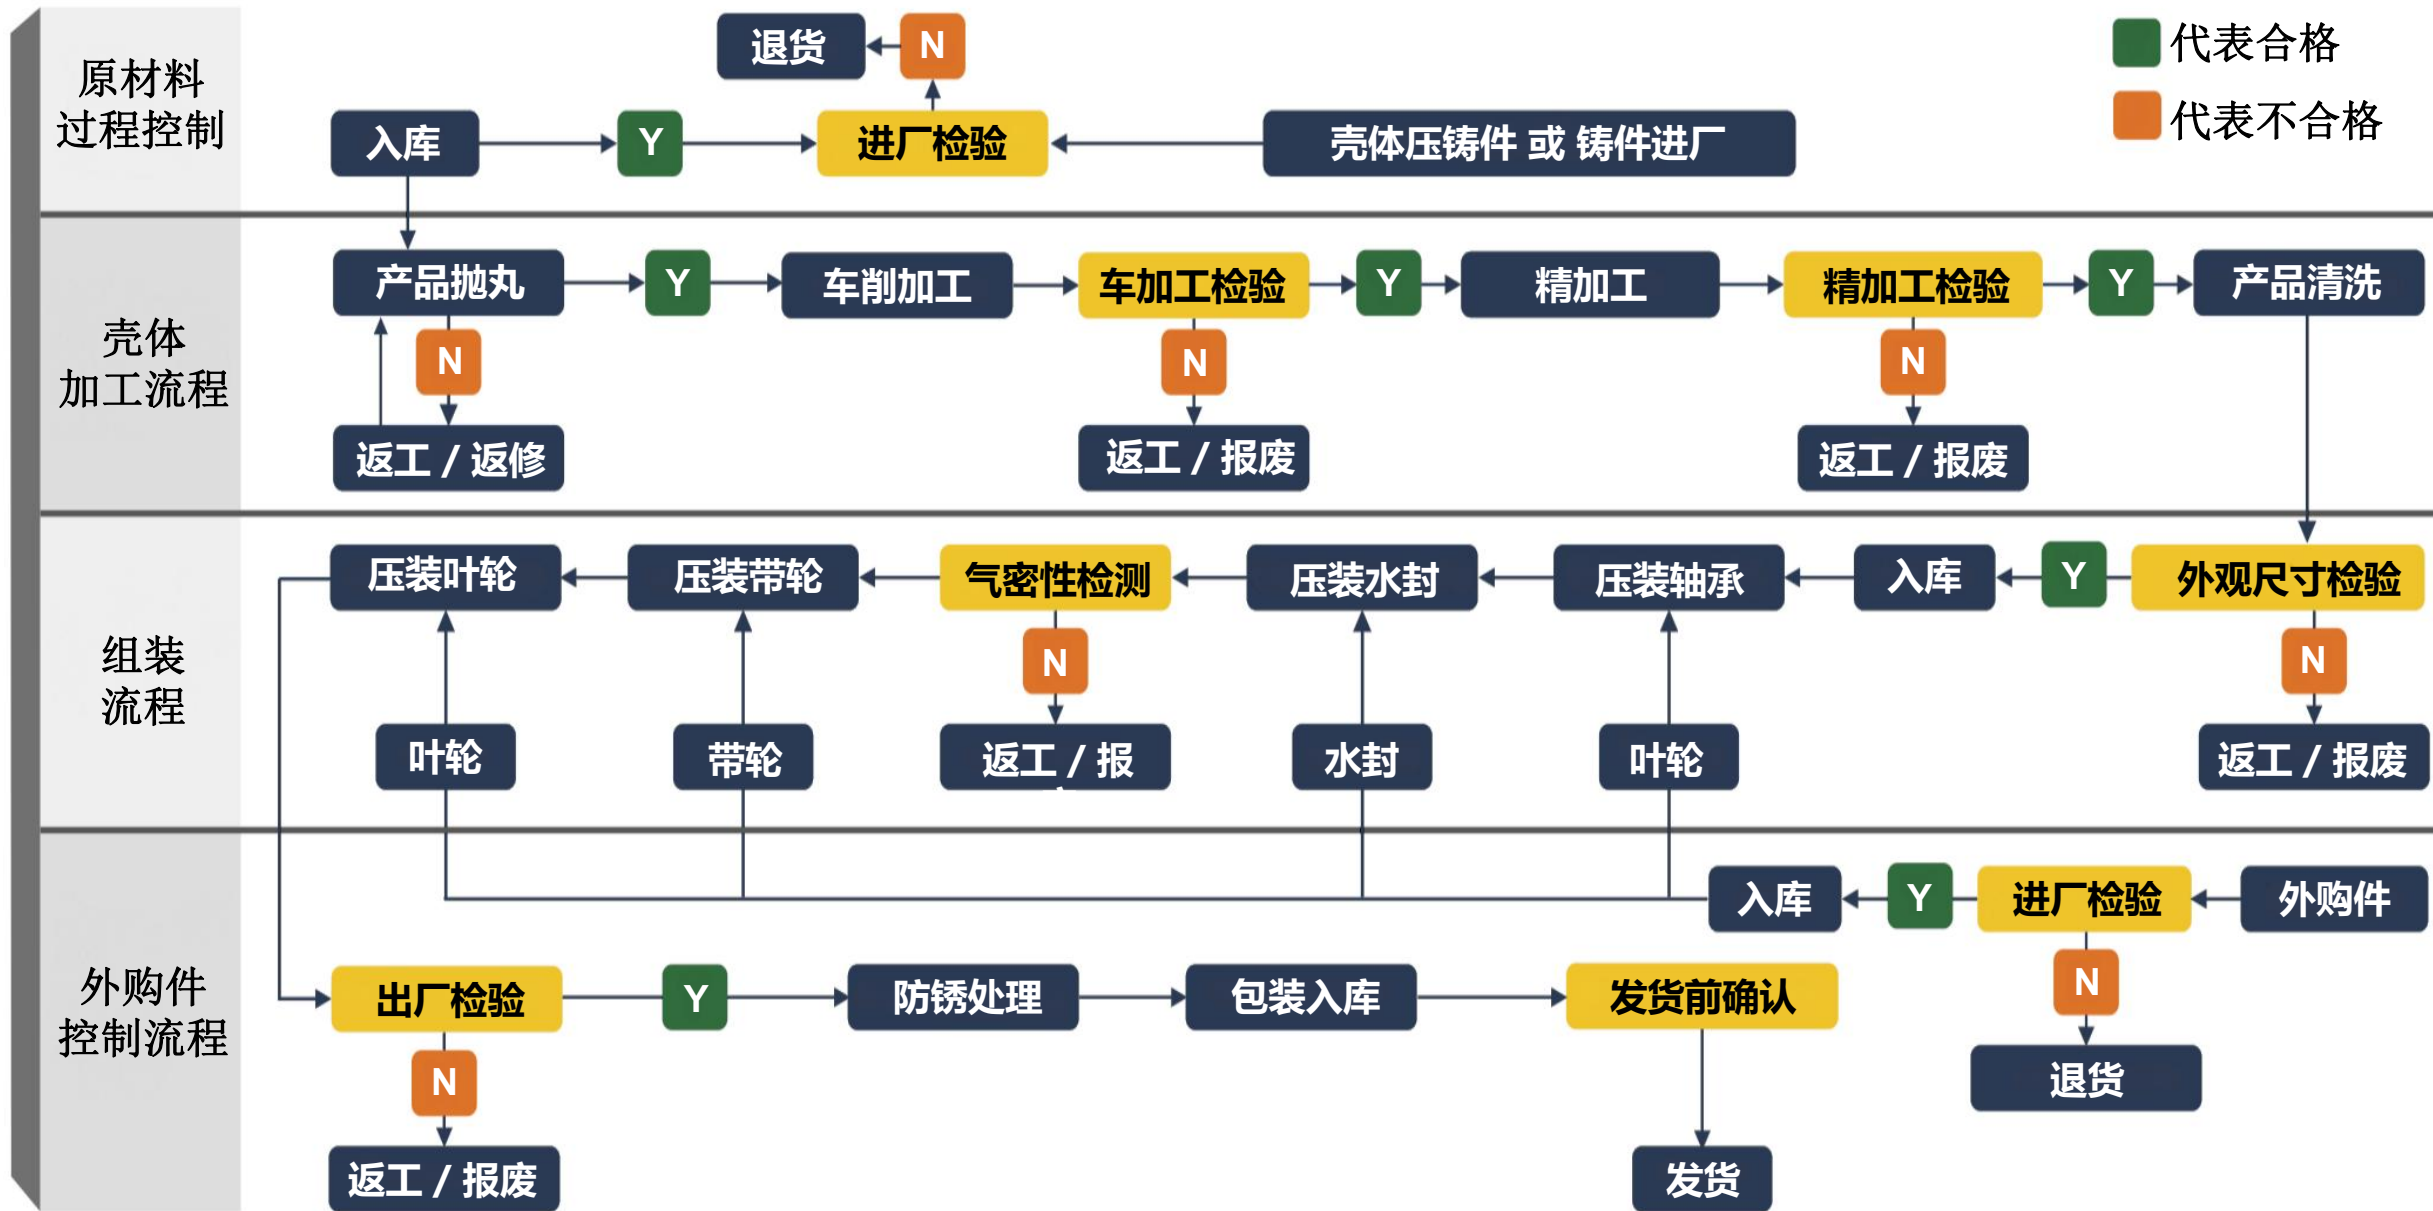 退货
N
代表合格
原材料
过程控制
入库
Y
进厂检验
壳体压铸件 或 铸件进厂
代表不合格
壳体
加工流程
产品抛丸
Y
车削加工
车加工检验
Y
精加工
精加工检验
Y
产品清洗
N
N
N
返工 / 返修
返工 / 报废
返工 / 报废
组装
流程
压装叶轮
压装带轮
气密性检测
压装水封
压装轴承
入库
Y
外观尺寸检验
N
N
叶轮
带轮
返工 / 报
水封
叶轮
返工 / 报废
外购件
控制流程
入库
Y
进厂检验
外购件
出厂检验
Y
防锈处理
包装入库
发货前确认
N
N
退货
返工 / 报废
发货